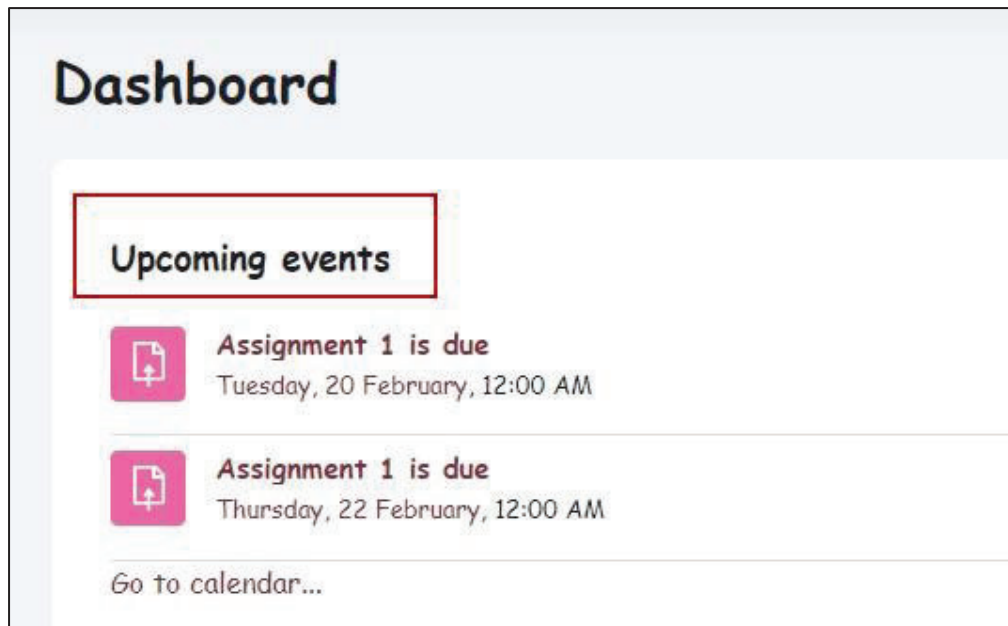 Dashboard
Upcoming events
Assignment 1 is due
Tuesday, 20 February, 12:00 AM
Assignment 1 is due
Thursday, 22 February, 12:00 AM
Go to calendar...